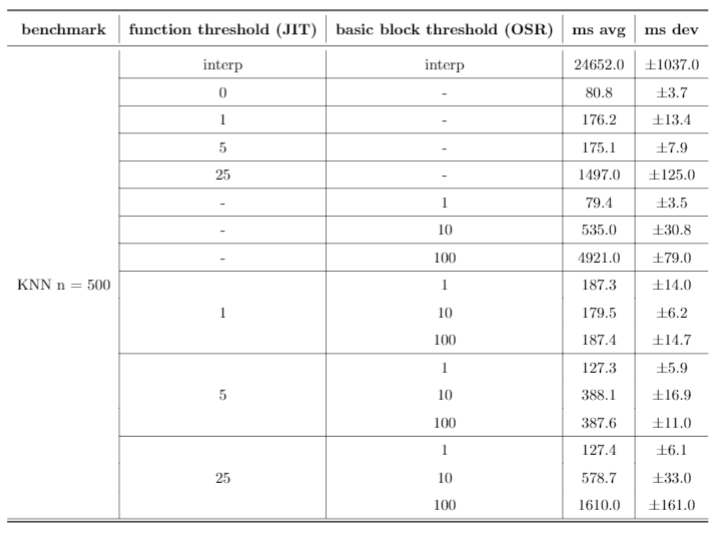 benchmark function threshold (JIT) basic block threshold (OSR) ms avg ms dev
interp interp 24652.0 ±1037.0
0 - 80.8 ±3.7
1 - 176.2 ±13.4
5 - 175.1 ±7.9
25 - 1497.0 ±125.0
- 1 79.4 ±3.5
- 10 535.0 ±30.8
- 100 4921.0 ±79.0
KNN n = 500 1 187.3 ±14.0
1 10 179.5 ±6.2
100 187.4 ±14.7
1 127.3 ±5.9
5 10 388.1 ±16.9
100 387.6 ±11.0
1 127.4 ±6.1
25 10 578.7 ±33.0
100 1610.0 ±161.0